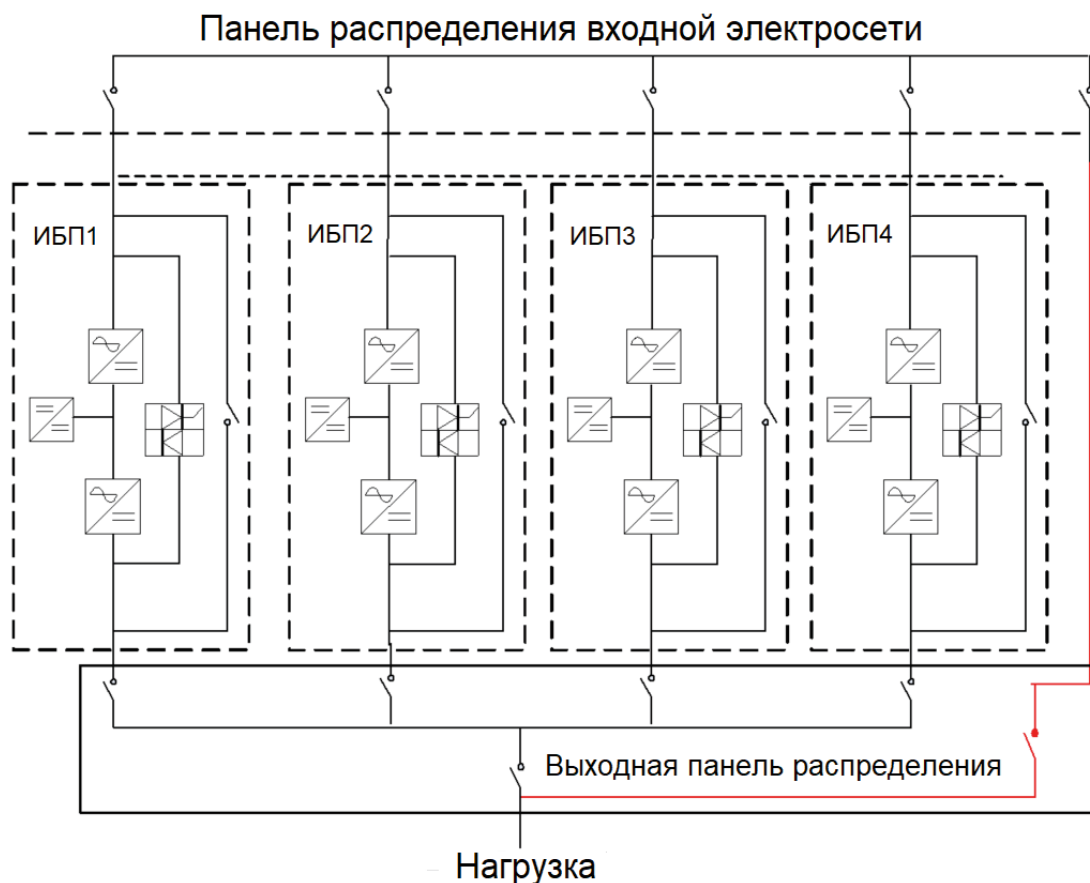 Панель распределения входной электросети
ИБП1
ИБП2
ИБП3
ИБП4
Выходная панель распределения
Нагрузка